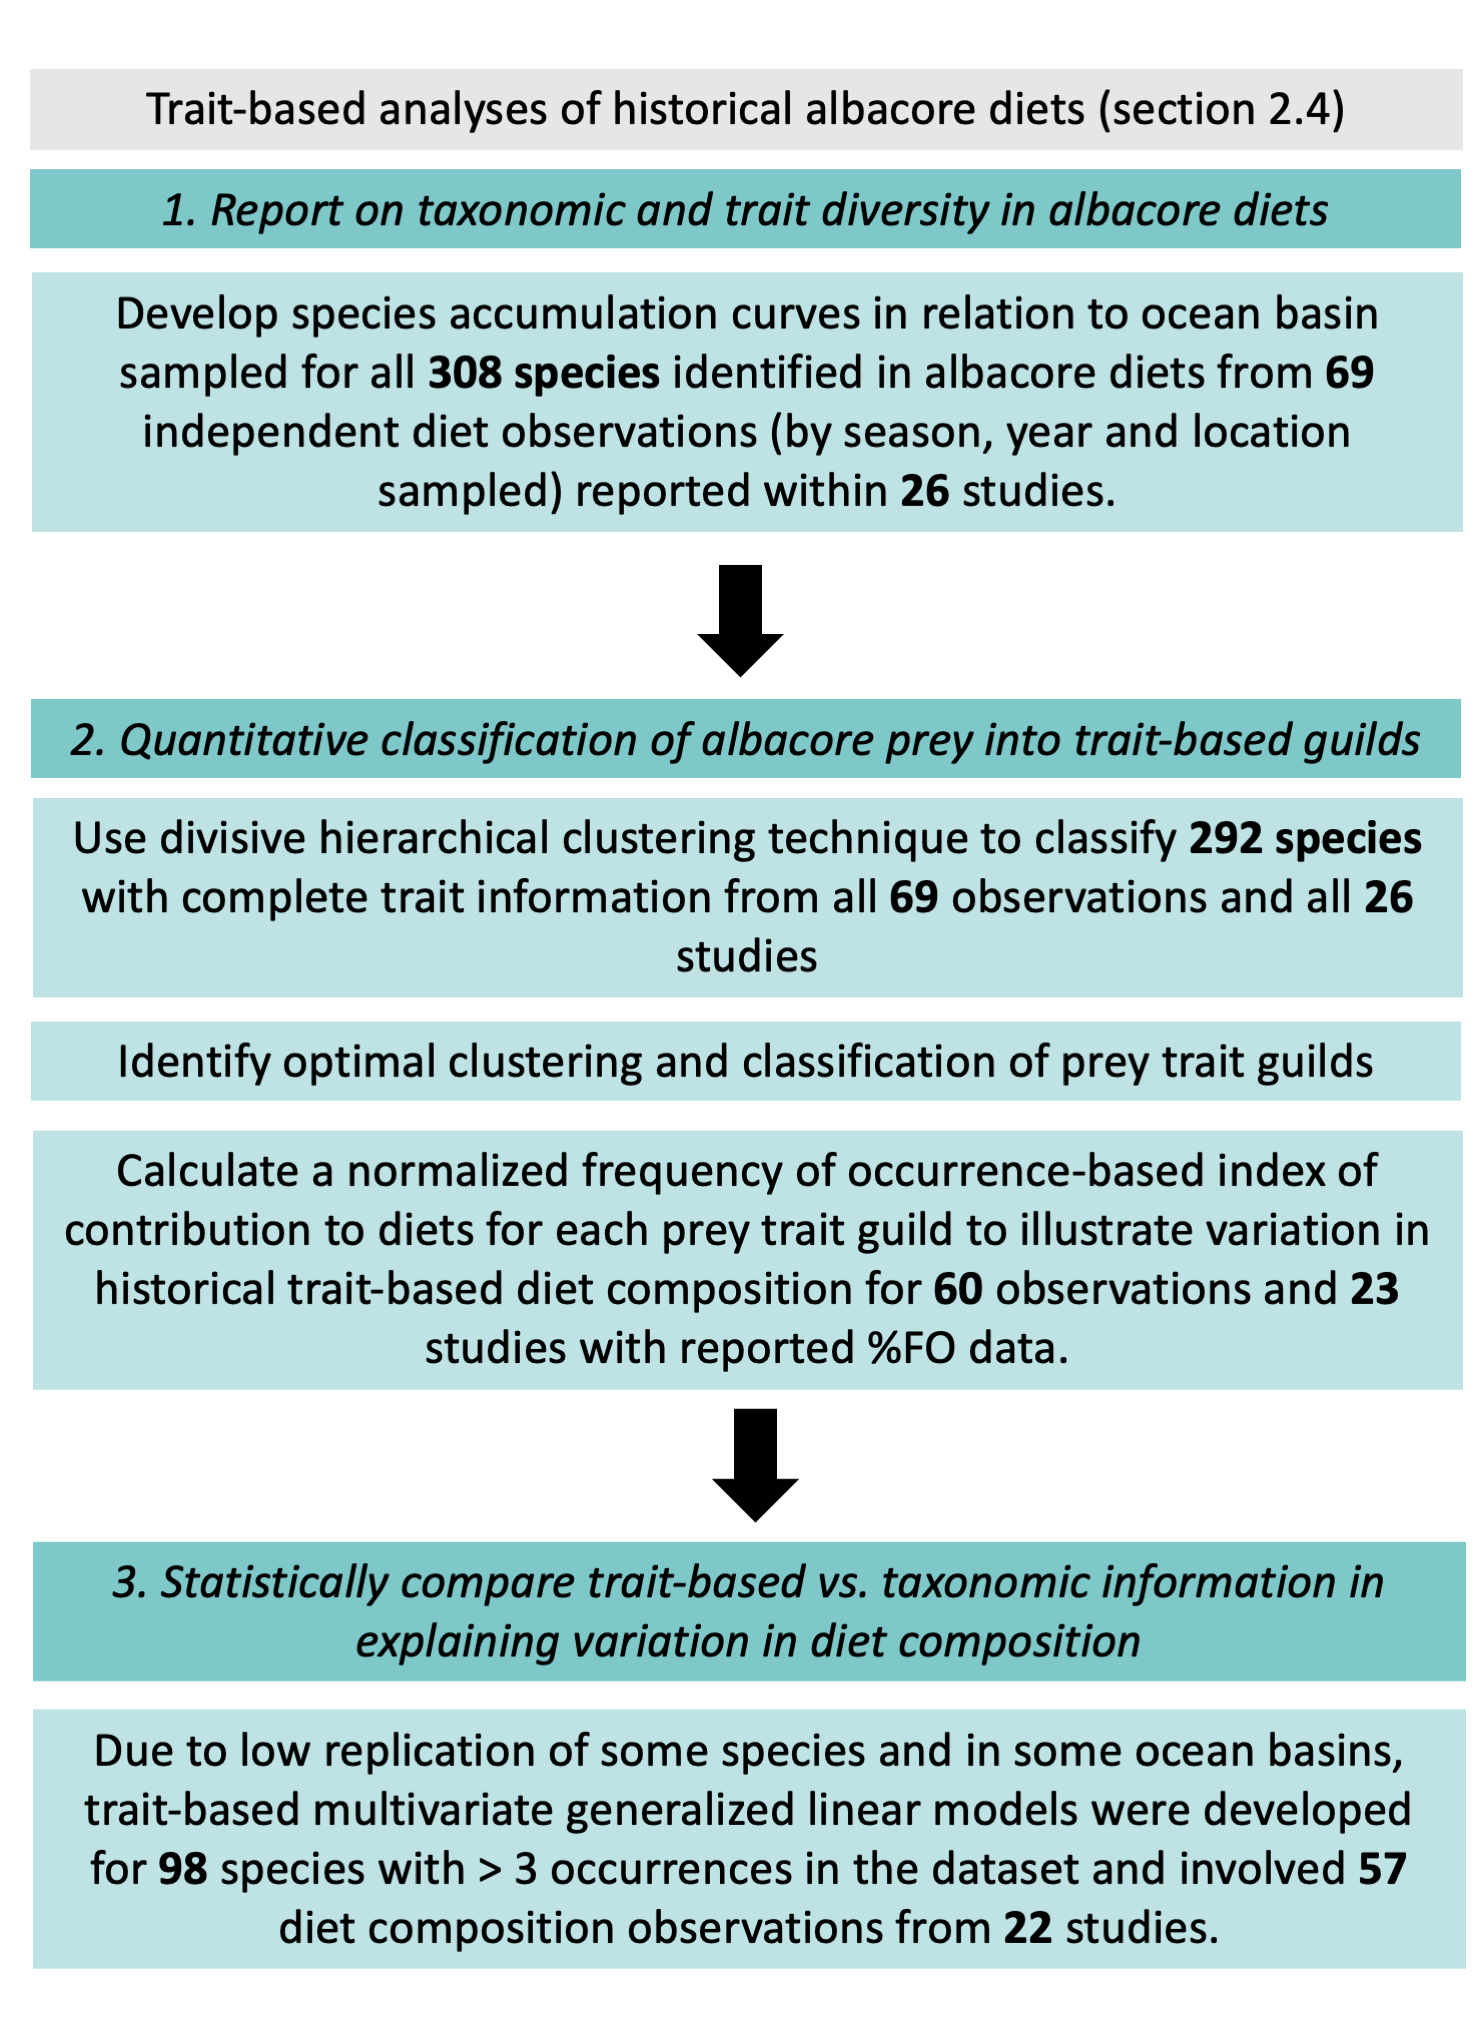 Trait-based analyses of historical albacore diets (section 2.4)
1. Report on taxonomic and trait diversity in albacore diets
Develop species accumulation curves in relation to ocean basin
sampled for all 308 species identified in albacore diets from 69
independent diet observations (by season, year and location
sampled) reported within 26 studies.
2. Quantitative classification of albacore prey into trait-based guilds
Use divisive hierarchical clustering technique to classify 292 species
with complete trait information from all 69 observations and all 26
studies
Identify optimal clustering and classification of prey trait guilds
Calculate a normalized frequency of occurrence-based index of
contribution to diets for each prey trait guild to illustrate variation in
historical trait-based diet composition for 60 observations and 23
studies with reported %FO data.
3. Statistically compare trait-based vs. taxonomic information in
explaining variation in diet composition
Due to low replication of some species and in some ocean basins,
trait-based multivariate generalized linear models were developed
for 98 species with > 3 occurrences in the dataset and involved 57
diet composition observations from 22 studies.